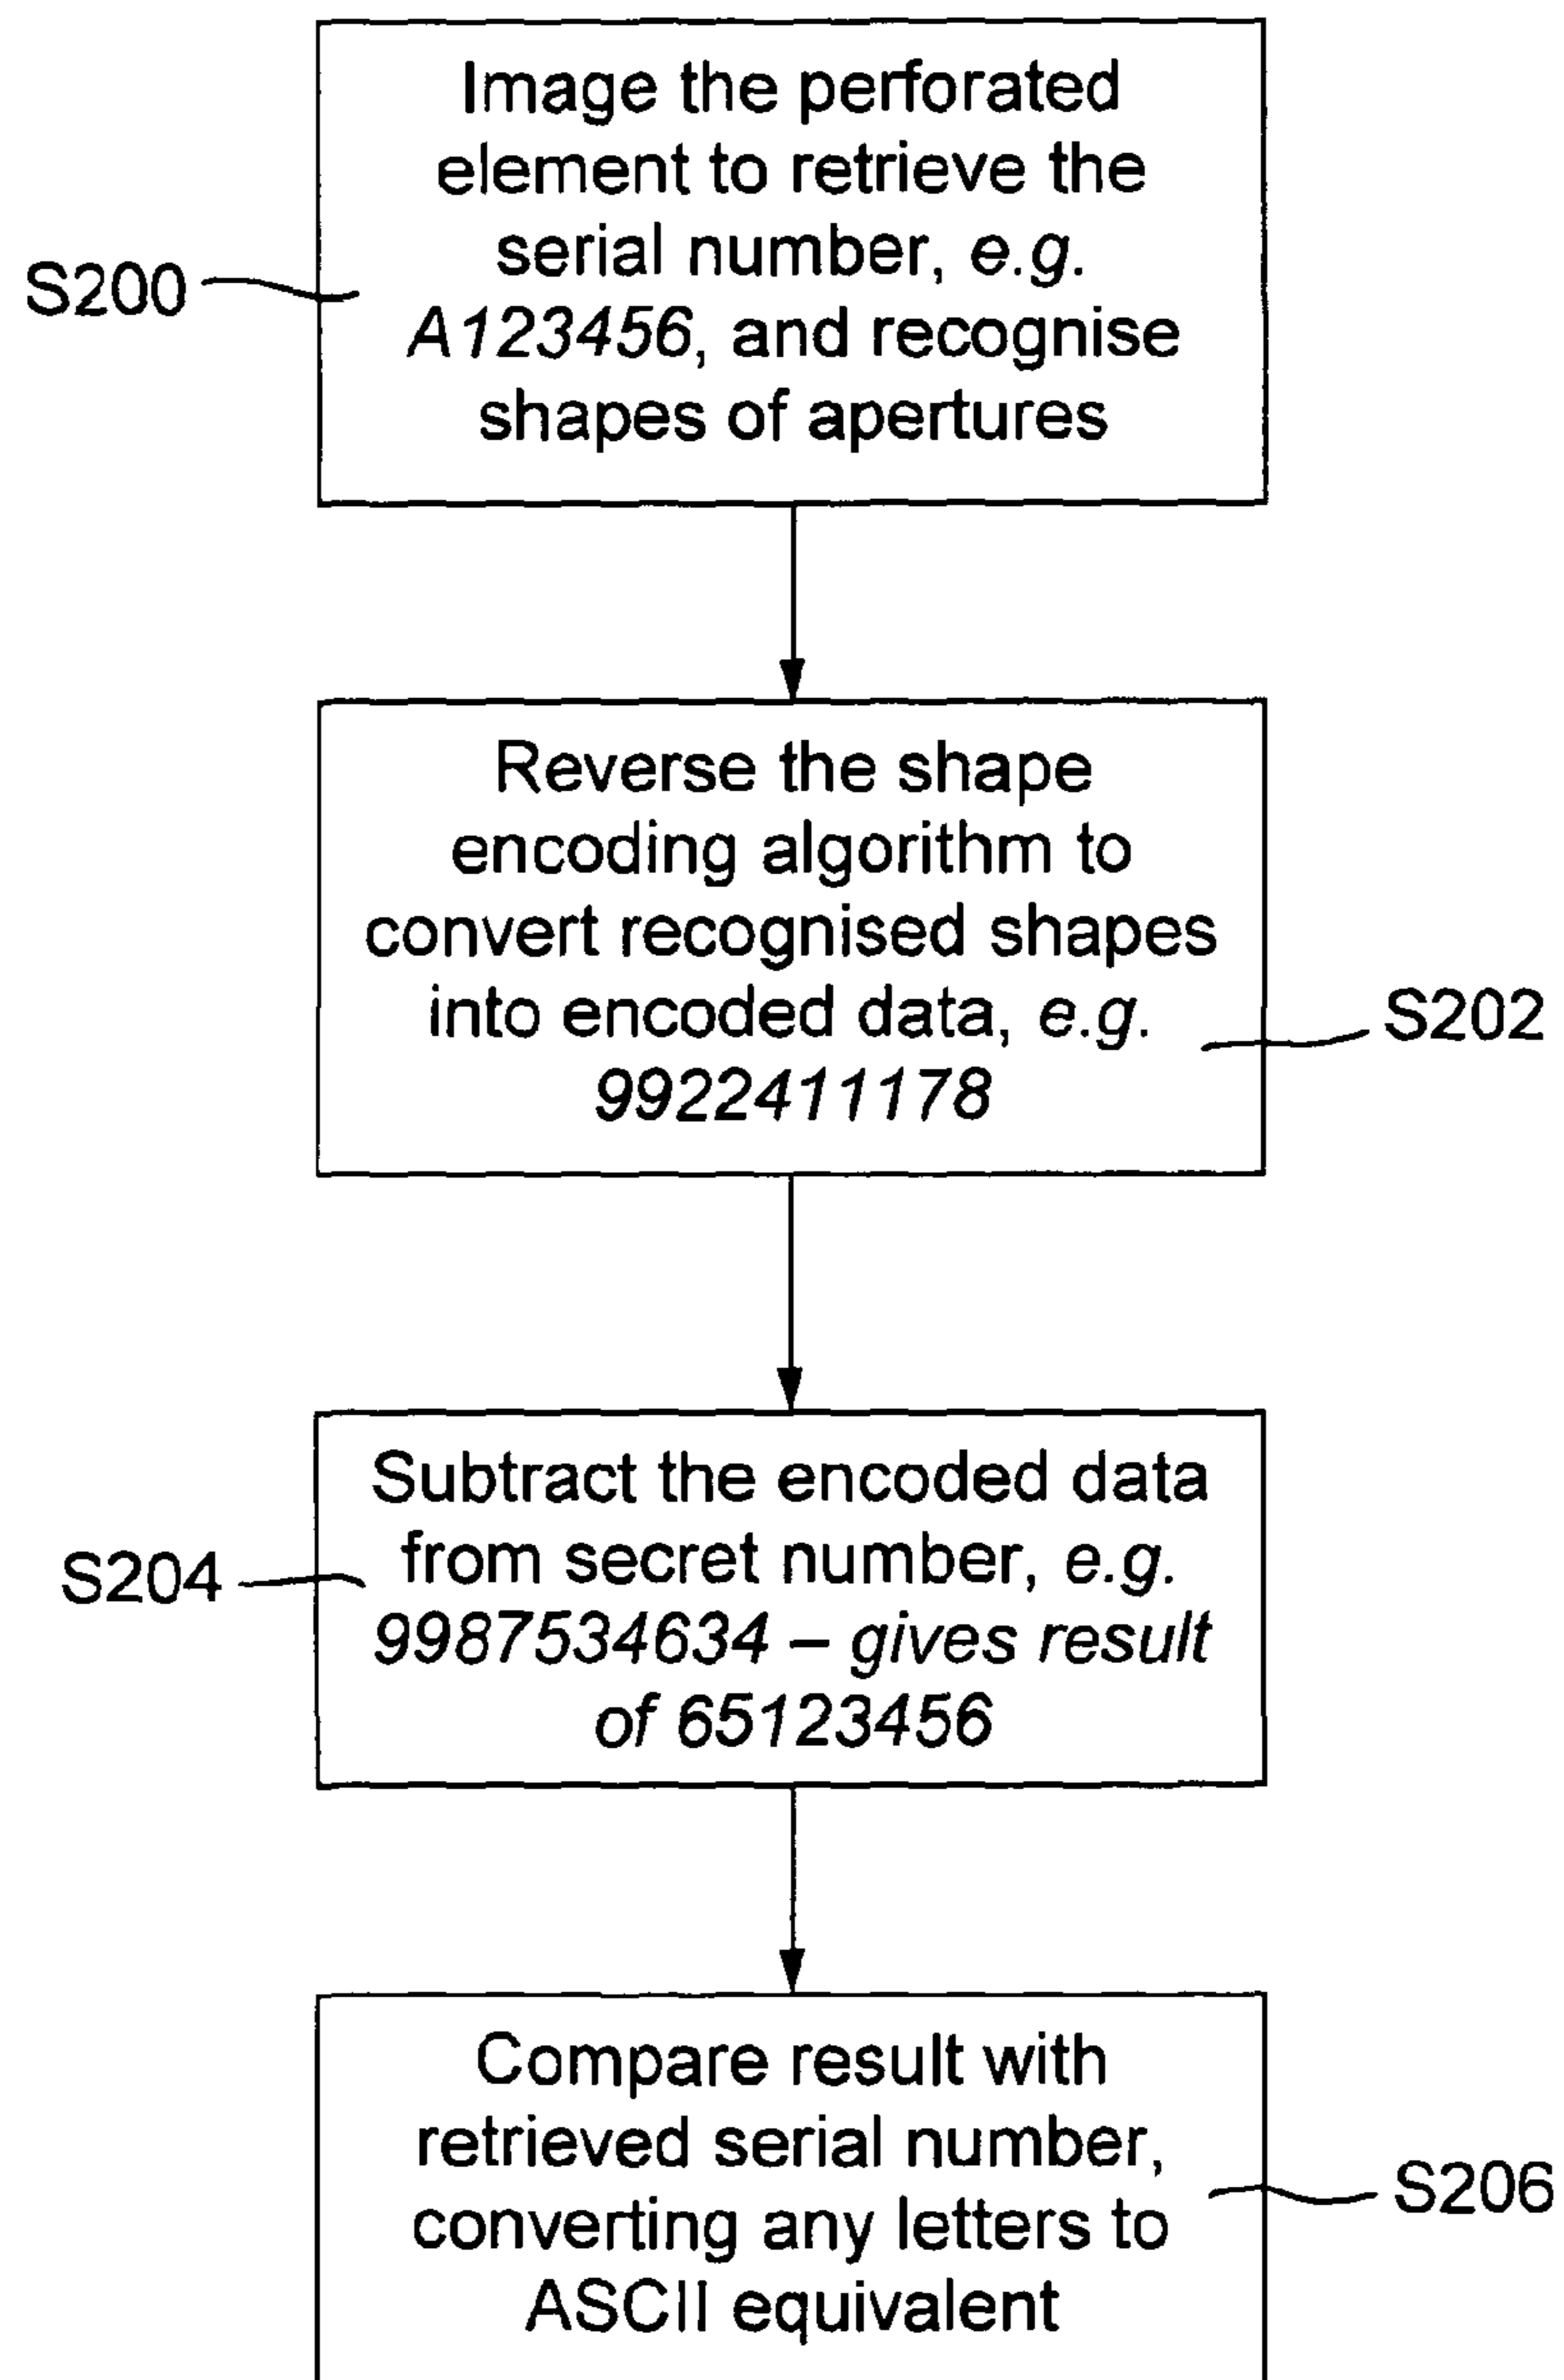 Image the perforated
element to retrieve the
serial number, e.g.
A123456, and recognise
shapes of apertures
S200
Reverse the shape
encoding algorithm to
convert recognised shapes
into encoded data, e.g.
9922411178
S202
Subtract the encoded data
from secret number, e.g.
9987534634 – gives result
of 65123456
S204
Compare result with
retrieved serial number,
converting any letters to
ASCII equivalent
S206